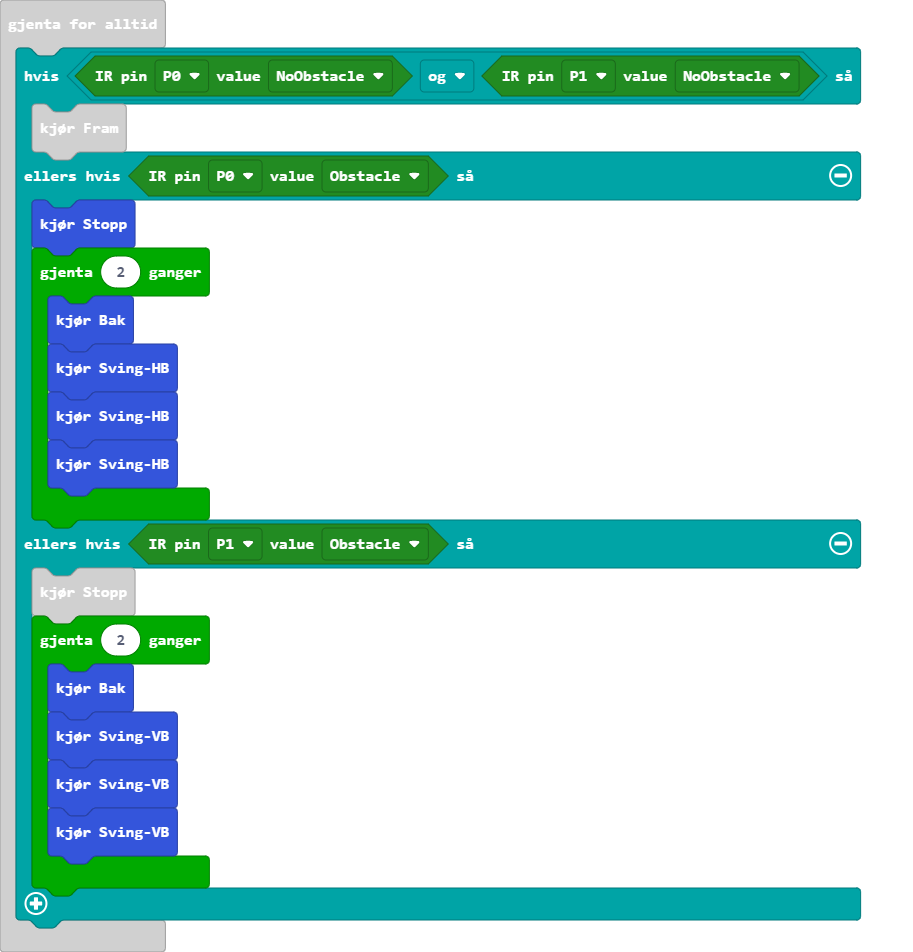 gjenta for alltid
hvis IR pin P0 value NoObstacle og IR pin P1 value NoObstacle så
kjør Fram
ellers hvis IR pin P0 value Obstacle så
kjør Stopp
gjenta 2 ganger
kjør Bak
kjør Sving-HB
kjør Sving-HB
kjør Sving-HB
ellers hvis IR pin P1 value Obstacle så
kjør Stopp
gjenta 2 ganger
kjør Bak
kjør Sving-VB
kjør Sving-VB
kjør Sving-VB